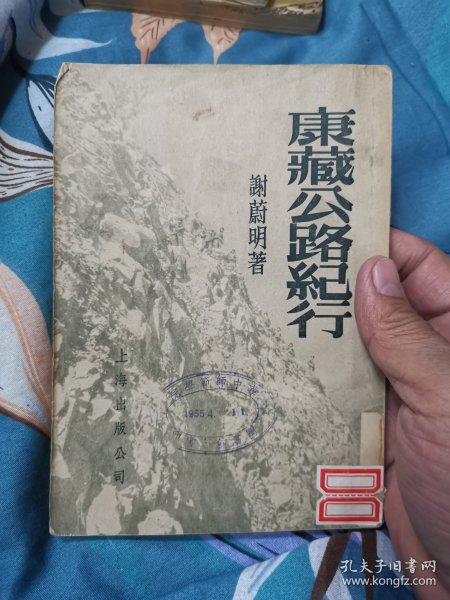 康藏公路紀行
謝蔚明著
上海出版公司
1955 4. 11
孔夫子旧书网
www.kongfz.com